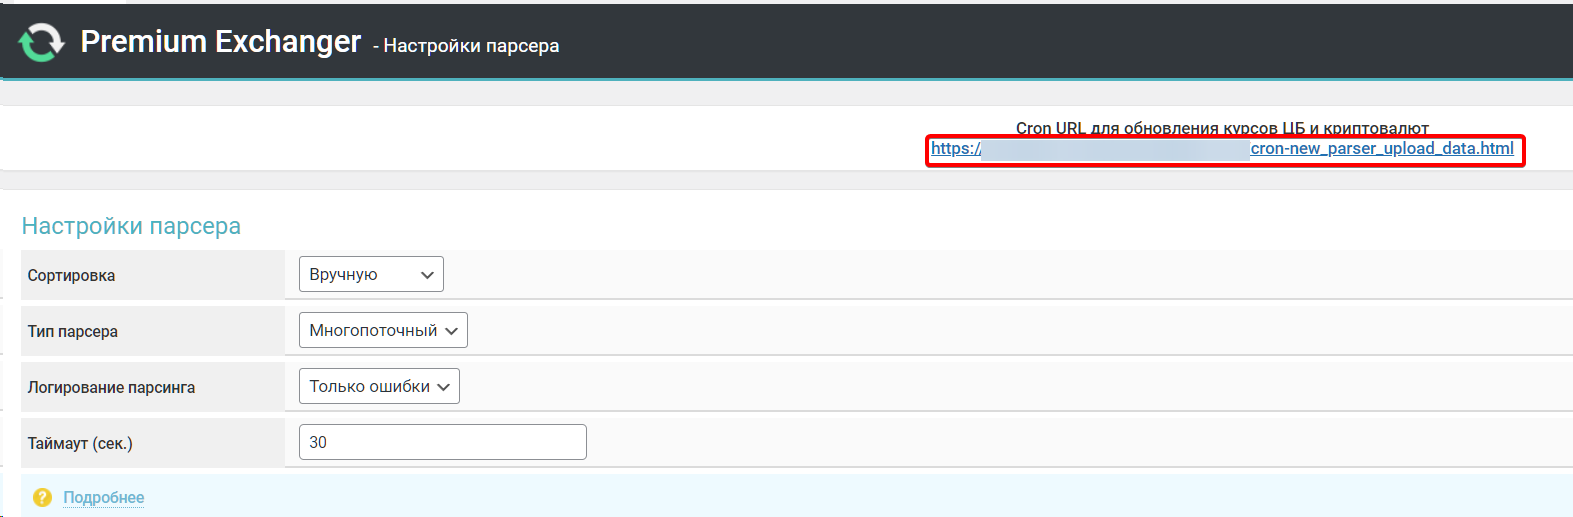 Premium Exchanger - Настройки парсера
Cron URL для обновления курсов ЦБ и криптовалют
https:/ cron-new_parser_upload_data.html
Настройки парсера
Сортировка Вручную
Тип парсера Многопоточный
Логирование парсинга Только ошибки
Таймаут (сек.) 30
? Подробнее